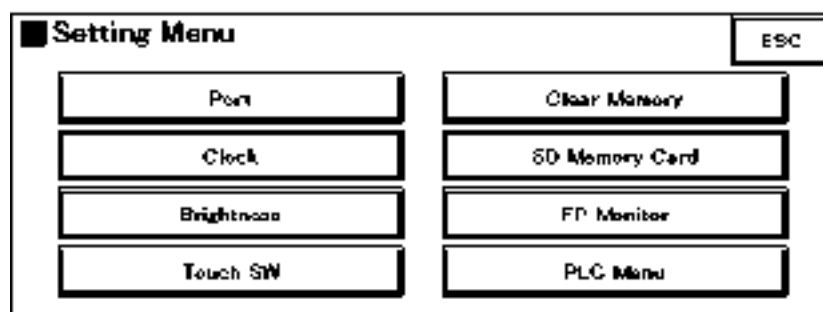 Setting Menu
ESC
Port
Clear Memory
Clock
SD Memory Card
Brightness
FP Monitor
Touch SW
PLC Menu